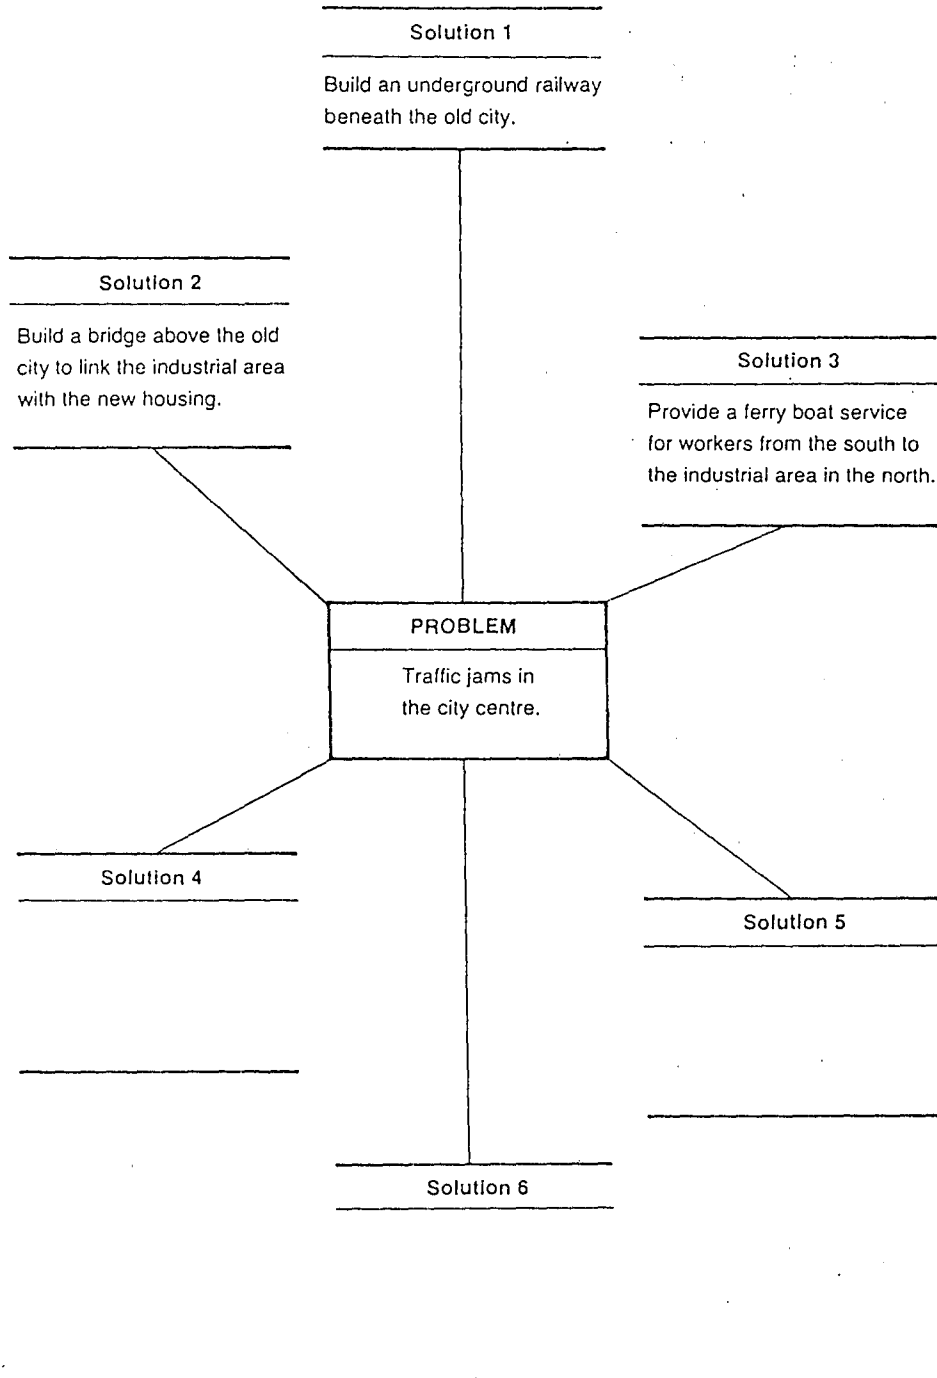 Solution 1
Build an underground railway
beneath the old city.
Solution 2
Build a bridge above the old
city to link the industrial area
with the new housing.
Solution 3
Provide a ferry boat service
for workers from the south to
the industrial area in the north.
PROBLEM
Traffic jams in
the city centre.
Solution 4
Solution 5
Solution 6